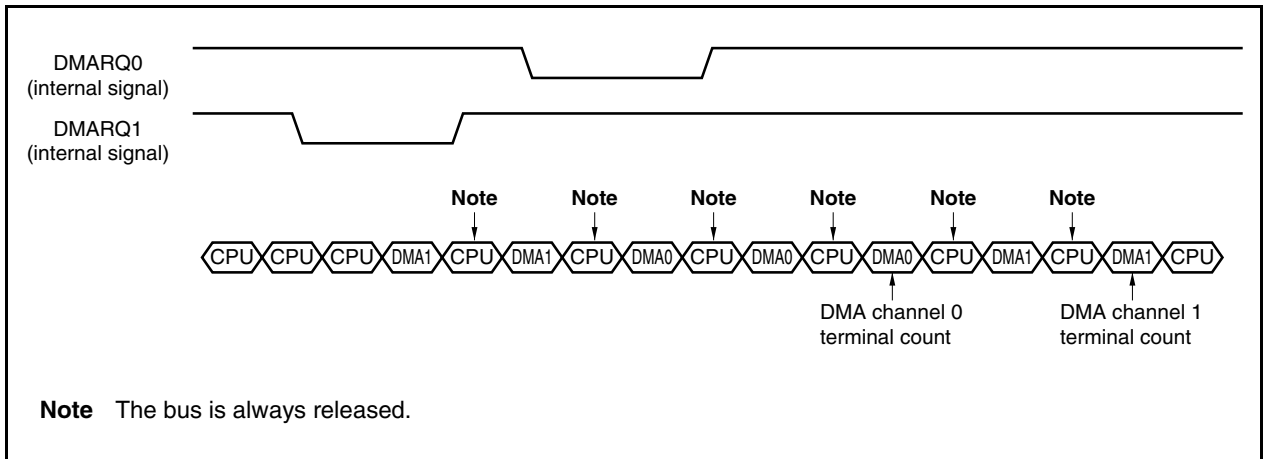 DMARQ0
(internal signal)
DMARQ1
(internal signal)
Note Note Note Note Note Note
CPU CPU CPU DMA1 CPU DMA1 CPU DMA0 CPU DMA0 CPU DMA0 CPU DMA1 CPU DMA1 CPU
DMA channel 0
terminal count
DMA channel 1
terminal count
Note The bus is always released.